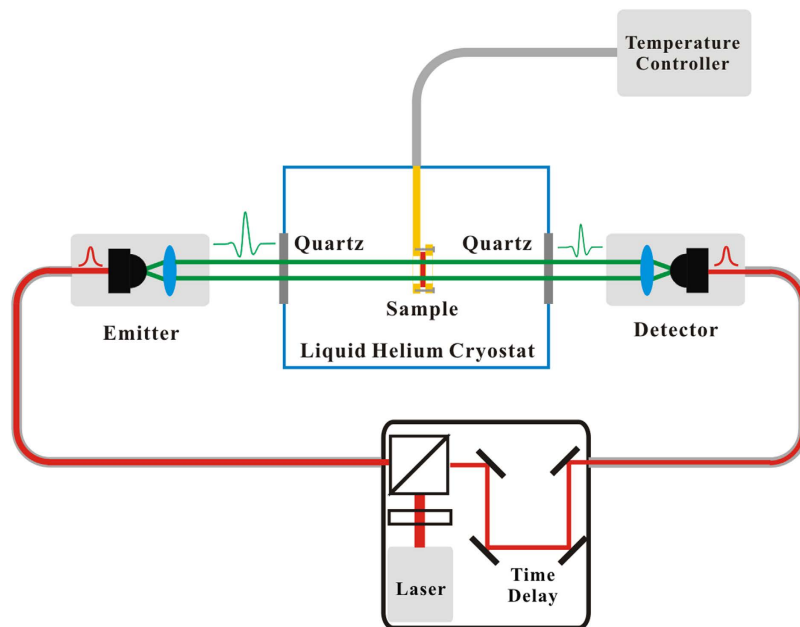 Temperature
Controller
Quartz
Quartz
Sample
Emitter
Detector
Liquid Helium Cryostat
Laser
Time
Delay